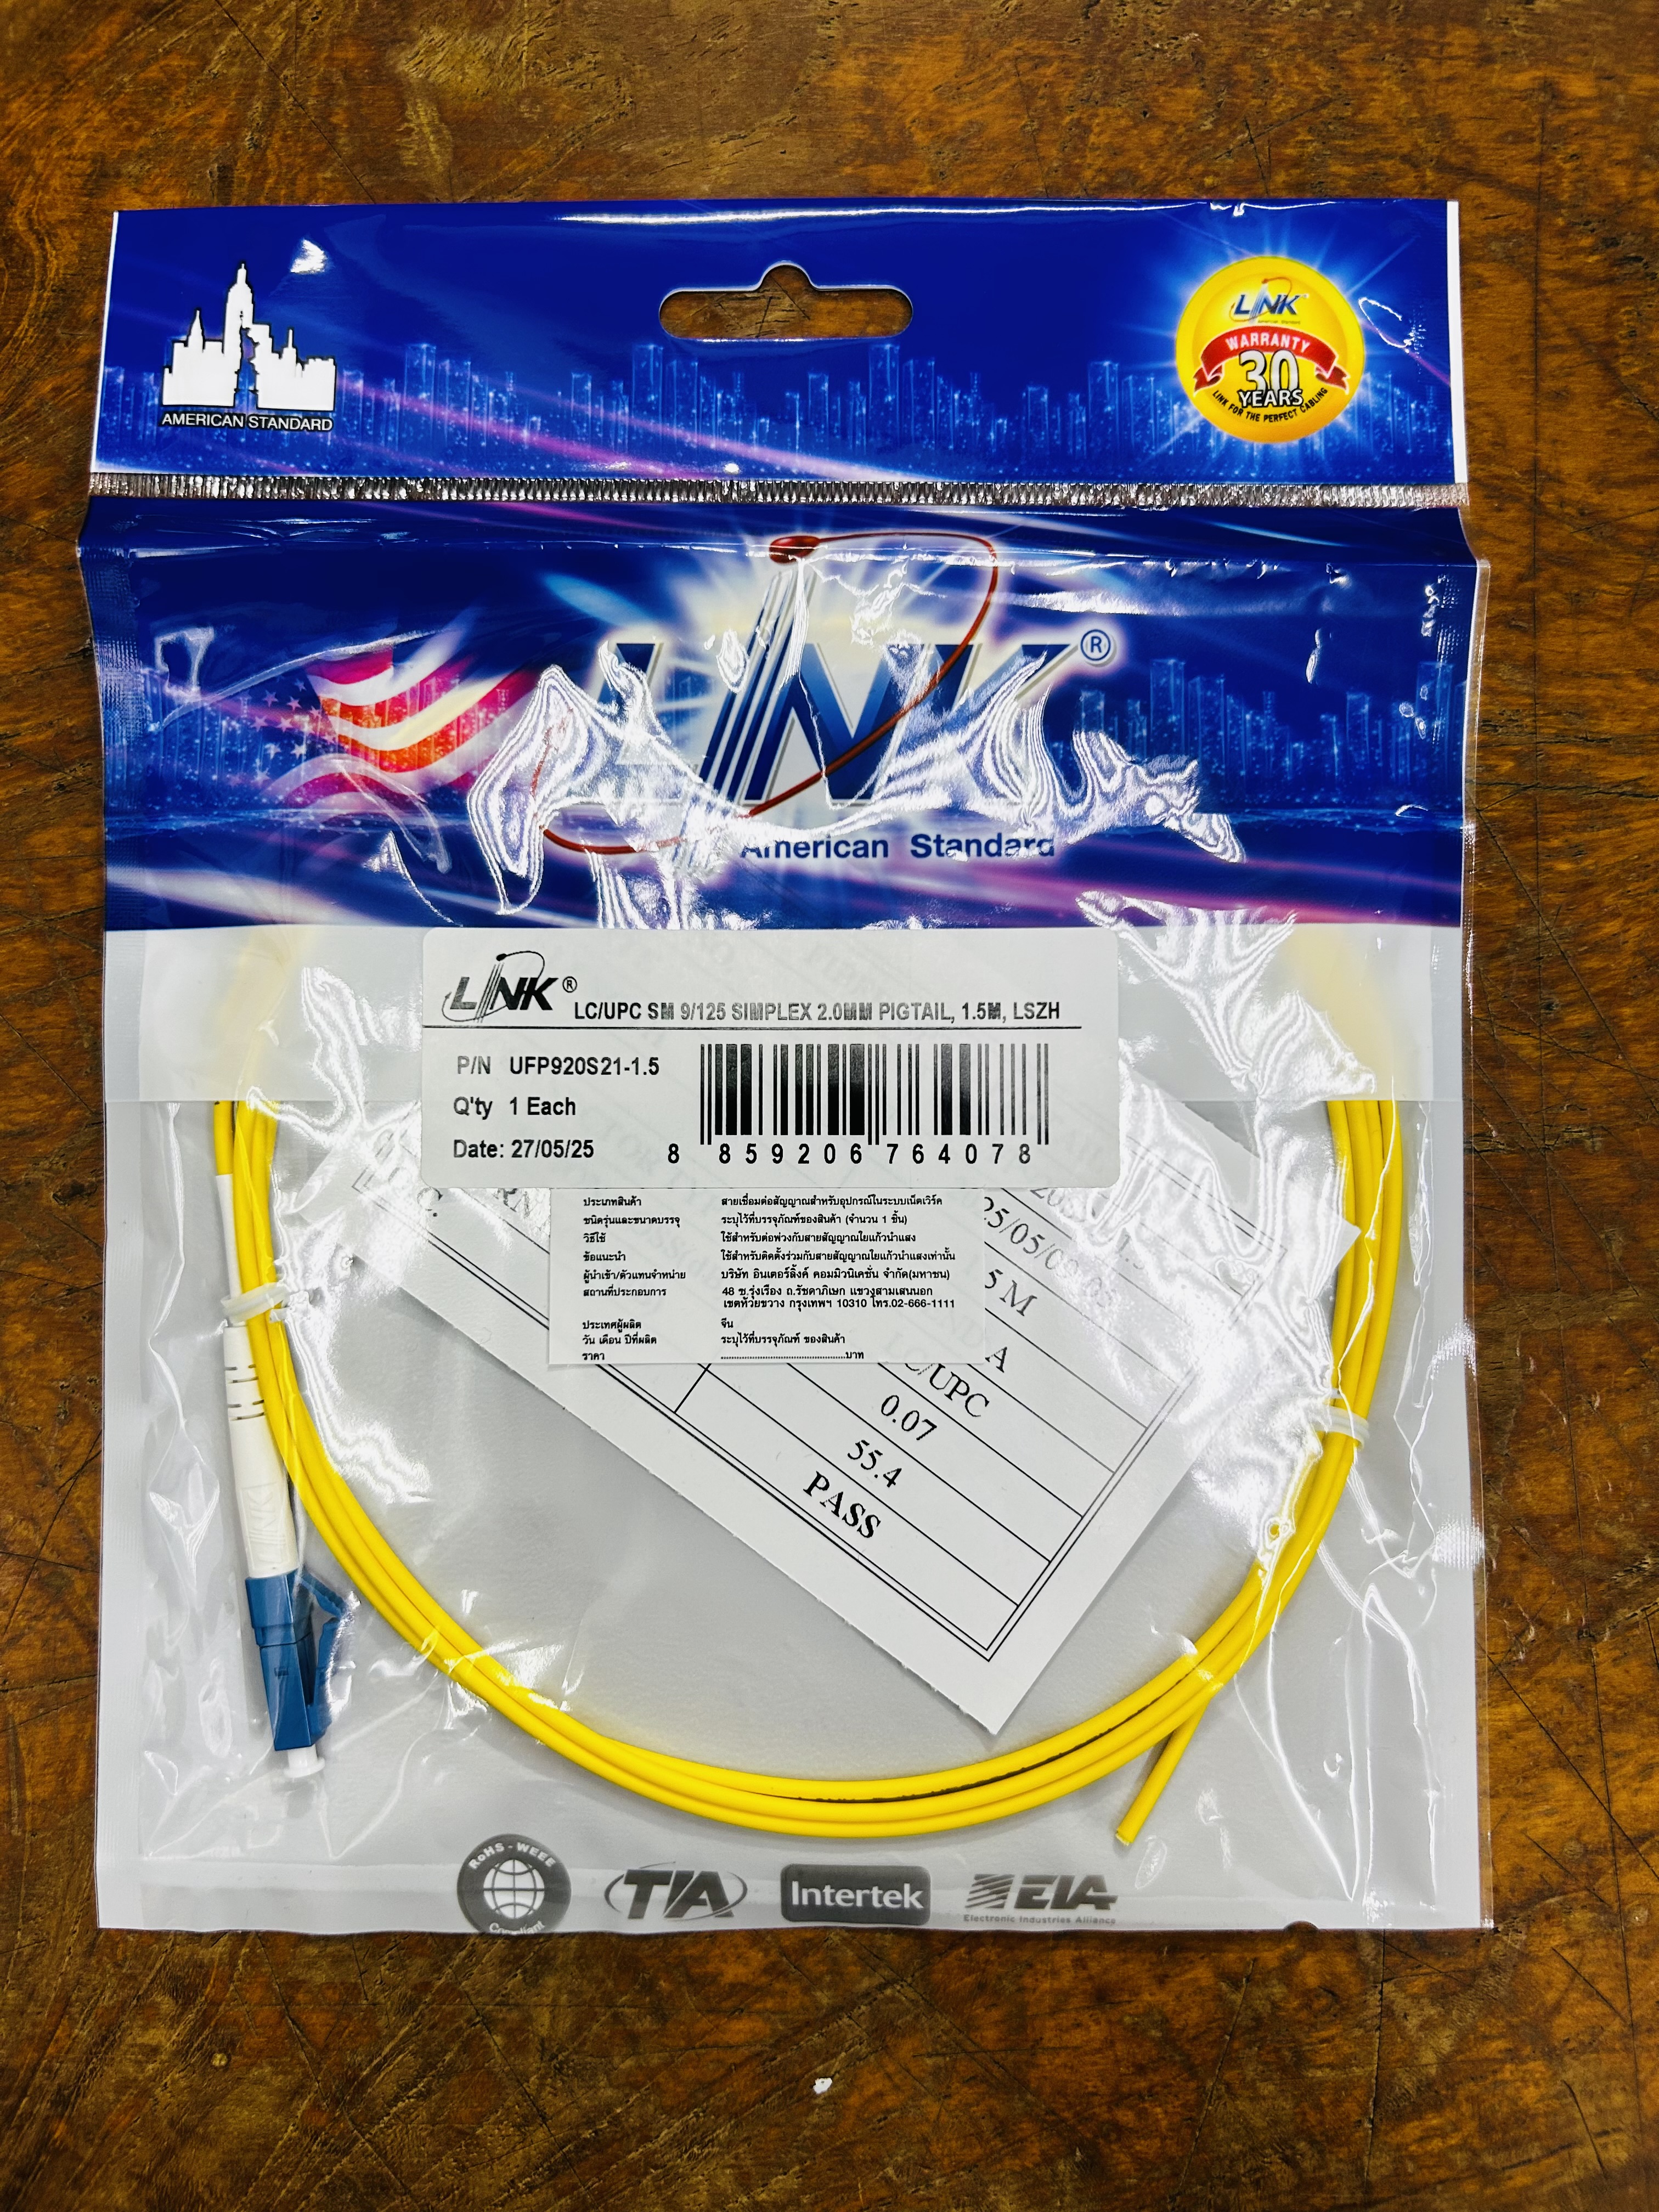 AMERICAN STANDARD
LINK
American Standard
WARRANTY
30
YEARS
LINK FOR THE PERFECT CABLING
LINK®
American Standard
LINK®
LC/UPC SM 9/125 SIMPLEX 2.0MM PIGTAIL, 1.5M, LSZH
P/N UFP920S21-1.5
Q'ty 1 Each
Date: 27/05/25
8 859206 764078
ประเภทสินค้า สายเชื่อมต่อสัญญาณสำหรับอุปกรณ์ในระบบเน็ตเวิร์ค
ชนิดรุ่นและขนาดบรรจุ ระบุไว้ที่บรรจุภัณฑ์ของสินค้า (จำนวน 1 ชิ้น)
วิธีใช้ ใช้สำหรับต่อพ่วงกับสายสัญญาณใยแก้วนำแสง
ข้อแนะนำ ใช้สำหรับติดตั้งร่วมกับสายสัญญาณใยแก้วนำแสงเท่านั้น
ผู้นำเข้า/ตัวแทนจำหน่าย บริษัท อินเตอร์ลิ้งค์ คอมมิวนิเคชั่น จำกัด(มหาชน)
สถานที่ประกอบการ 48 ซ.รุ่งเรือง ถ.รัชดาภิเษก แขวงสามเสนนอก
เขตห้วยขวาง กรุงเทพฯ 10310 โทร.02-666-1111
ประเทศผู้ผลิต จีน
วัน เดือน ปีที่ผลิต ระบุไว้ที่บรรจุภัณฑ์ ของสินค้า
ราคา ..........................................บาท
5 M
A
C/UPC
0.07
55.4
PASS
RoHS - WEEE
Compliant
TIA
Intertek
EIA
Electronic Industries Alliance